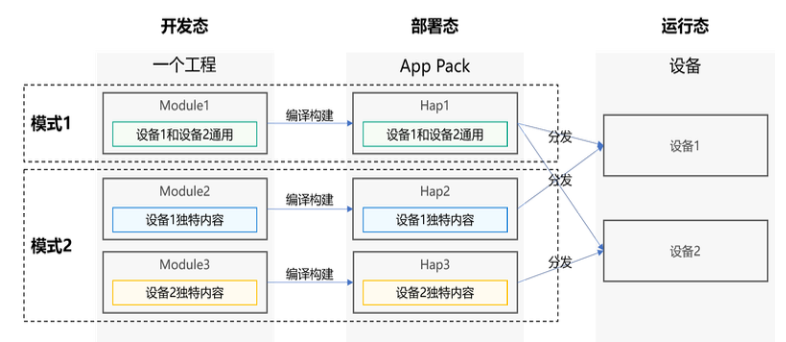 开发态
部署态
运行态
一个工程
App Pack
设备
模式1
Module1
设备1和设备2通用
编译构建
Hap1
设备1和设备2通用
分发
设备1
模式2
Module2
设备1独特内容
编译构建
Hap2
设备1独特内容
分发
Module3
设备2独特内容
编译构建
Hap3
设备2独特内容
分发
设备2